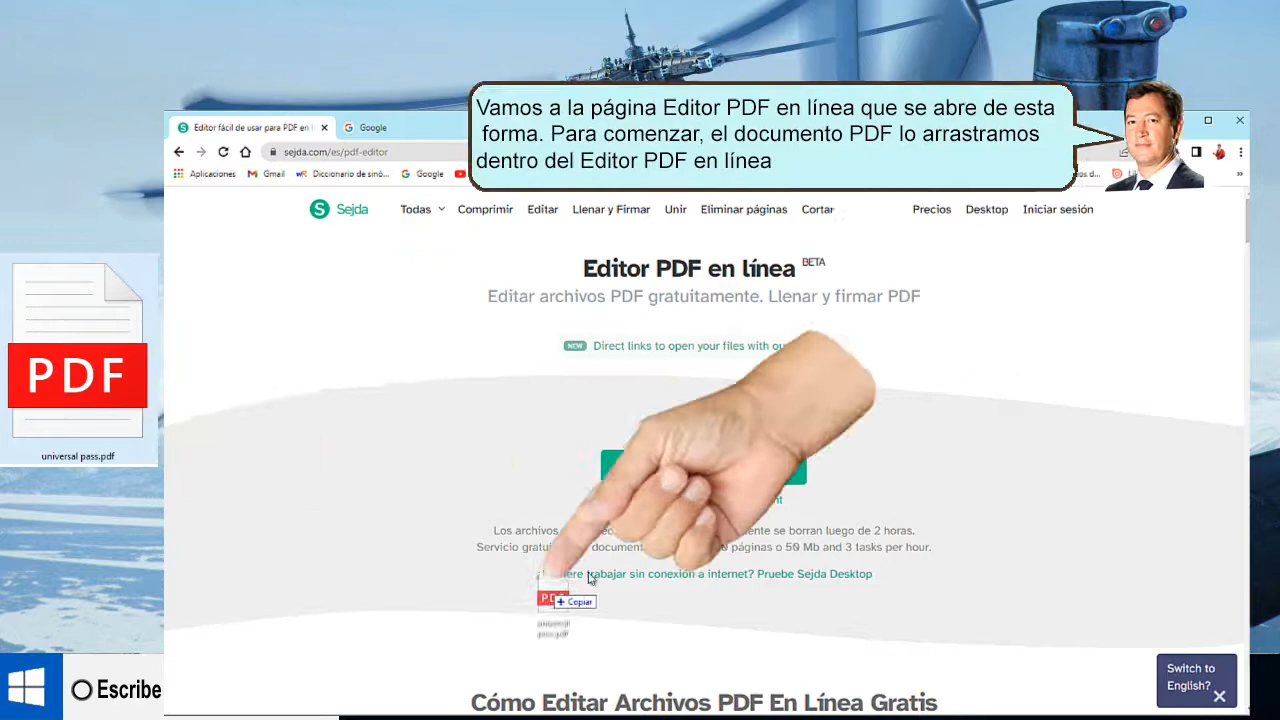 Vamos a la página Editor PDF en línea que se abre de esta
forma. Para comenzar, el documento PDF lo arrastramos
dentro del Editor PDF en línea
Editor fácil de usar para PDF en
Google
sejda.com/es/pdf-editor
Aplicaciones
Gmail
Diccionario de sinó...
Google
Sejda
Todas
Comprimir
Editar
Llenar y Firmar
Unir
Eliminar páginas
Cortar
Precios
Desktop
Iniciar sesión
Editor PDF en línea BETA
Editar archivos PDF gratuitamente. Llenar y firmar PDF
NEW Direct links to open your files with
PDF
universal pass.pdf
Los archivos se borran luego de 2 horas.
Servicio páginas o 50 Mb and 3 tasks per hour.
trabajar sin conexión a internet? Pruebe Sejda Desktop
Copiar
universal
pass.pdf
Switch to
English?
Escribe
Cómo Editar Archivos PDF En Línea Gratis